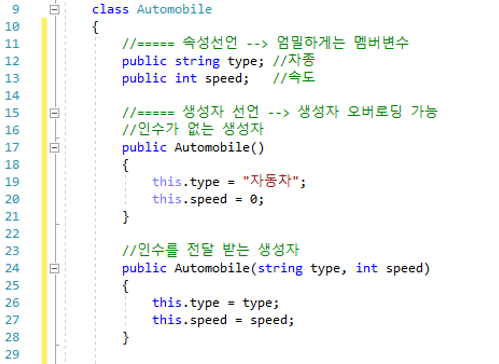 9 class Automobile
10 {
11 //===== 속성선언 --> 엄밀하게는 멤버변수
12 public string type; //차종
13 public int speed; //속도
14
15 //===== 생성자 선언 --> 생성자 오버로딩 가능
16 //인수가 없는 생성자
17 public Automobile()
18 {
19 this.type = "자동차";
20 this.speed = 0;
21 }
22
23 //인수를 전달 받는 생성자
24 public Automobile(string type, int speed)
25 {
26 this.type = type;
27 this.speed = speed;
28 }
29